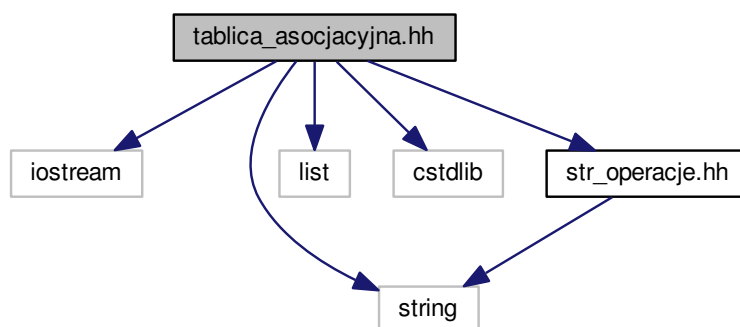 tablica_asocjacyjna.hh
iostream
list
cstdlib
str_operacje.hh
string